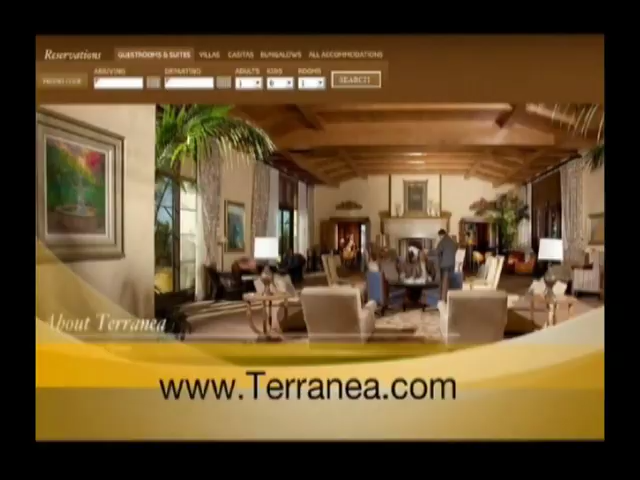 Reservations GUESTROOMS & SUITES VILLAS CASITAS BUNGALOWS ALL ACCOMMODATIONS
ARRIVING DEPARTING ADULTS KIDS ROOMS
SEARCH
About Terranea
www.Terranea.com